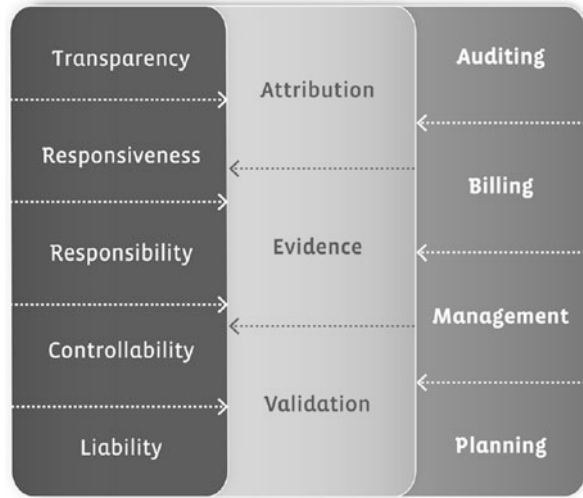 Transparency
Responsiveness
Responsibility
Controllability
Liability
Attribution
Evidence
Validation
Auditing
Billing
Management
Planning